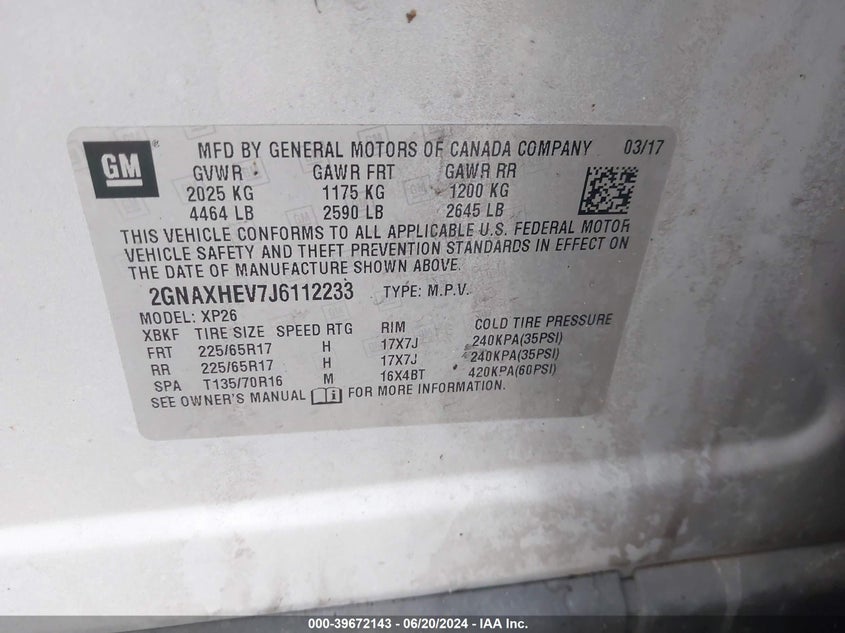 GM ® MFD BY GENERAL MOTORS OF CANADA COMPANY 03/17
GVWR GAWR FRT GAWR RR
2025 KG 1175 KG 1200 KG
4464 LB 2590 LB 2645 LB
THIS VEHICLE CONFORMS TO ALL APPLICABLE U.S. FEDERAL MOTOR
VEHICLE SAFETY AND THEFT PREVENTION STANDARDS IN EFFECT ON
THE DATE OF MANUFACTURE SHOWN ABOVE.
2GNAXHEV7J6112233 TYPE: M.P.V.
MODEL: XP26
XBKF TIRE SIZE SPEED RTG RIM COLD TIRE PRESSURE
FRT 225/65R17 H 17X7J 240KPA(35PSI)
RR 225/65R17 H 17X7J 240KPA(35PSI)
SPA T135/70R16 M 16X4BT 420KPA(60PSI)
SEE OWNER'S MANUAL FOR MORE INFORMATION.
000-39672143 - 06/20/2024 - IAA Inc.